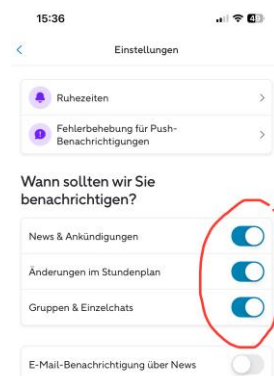 15:36
Einstellungen
Ruhezeiten
Fehlerbehebung für Push-
Benachrichtigungen
Wann sollten wir Sie
benachrichtigen?
News & Ankündigungen
Änderungen im Stundenplan
Gruppen & Einzelchats
E-Mail-Benachrichtigung über News